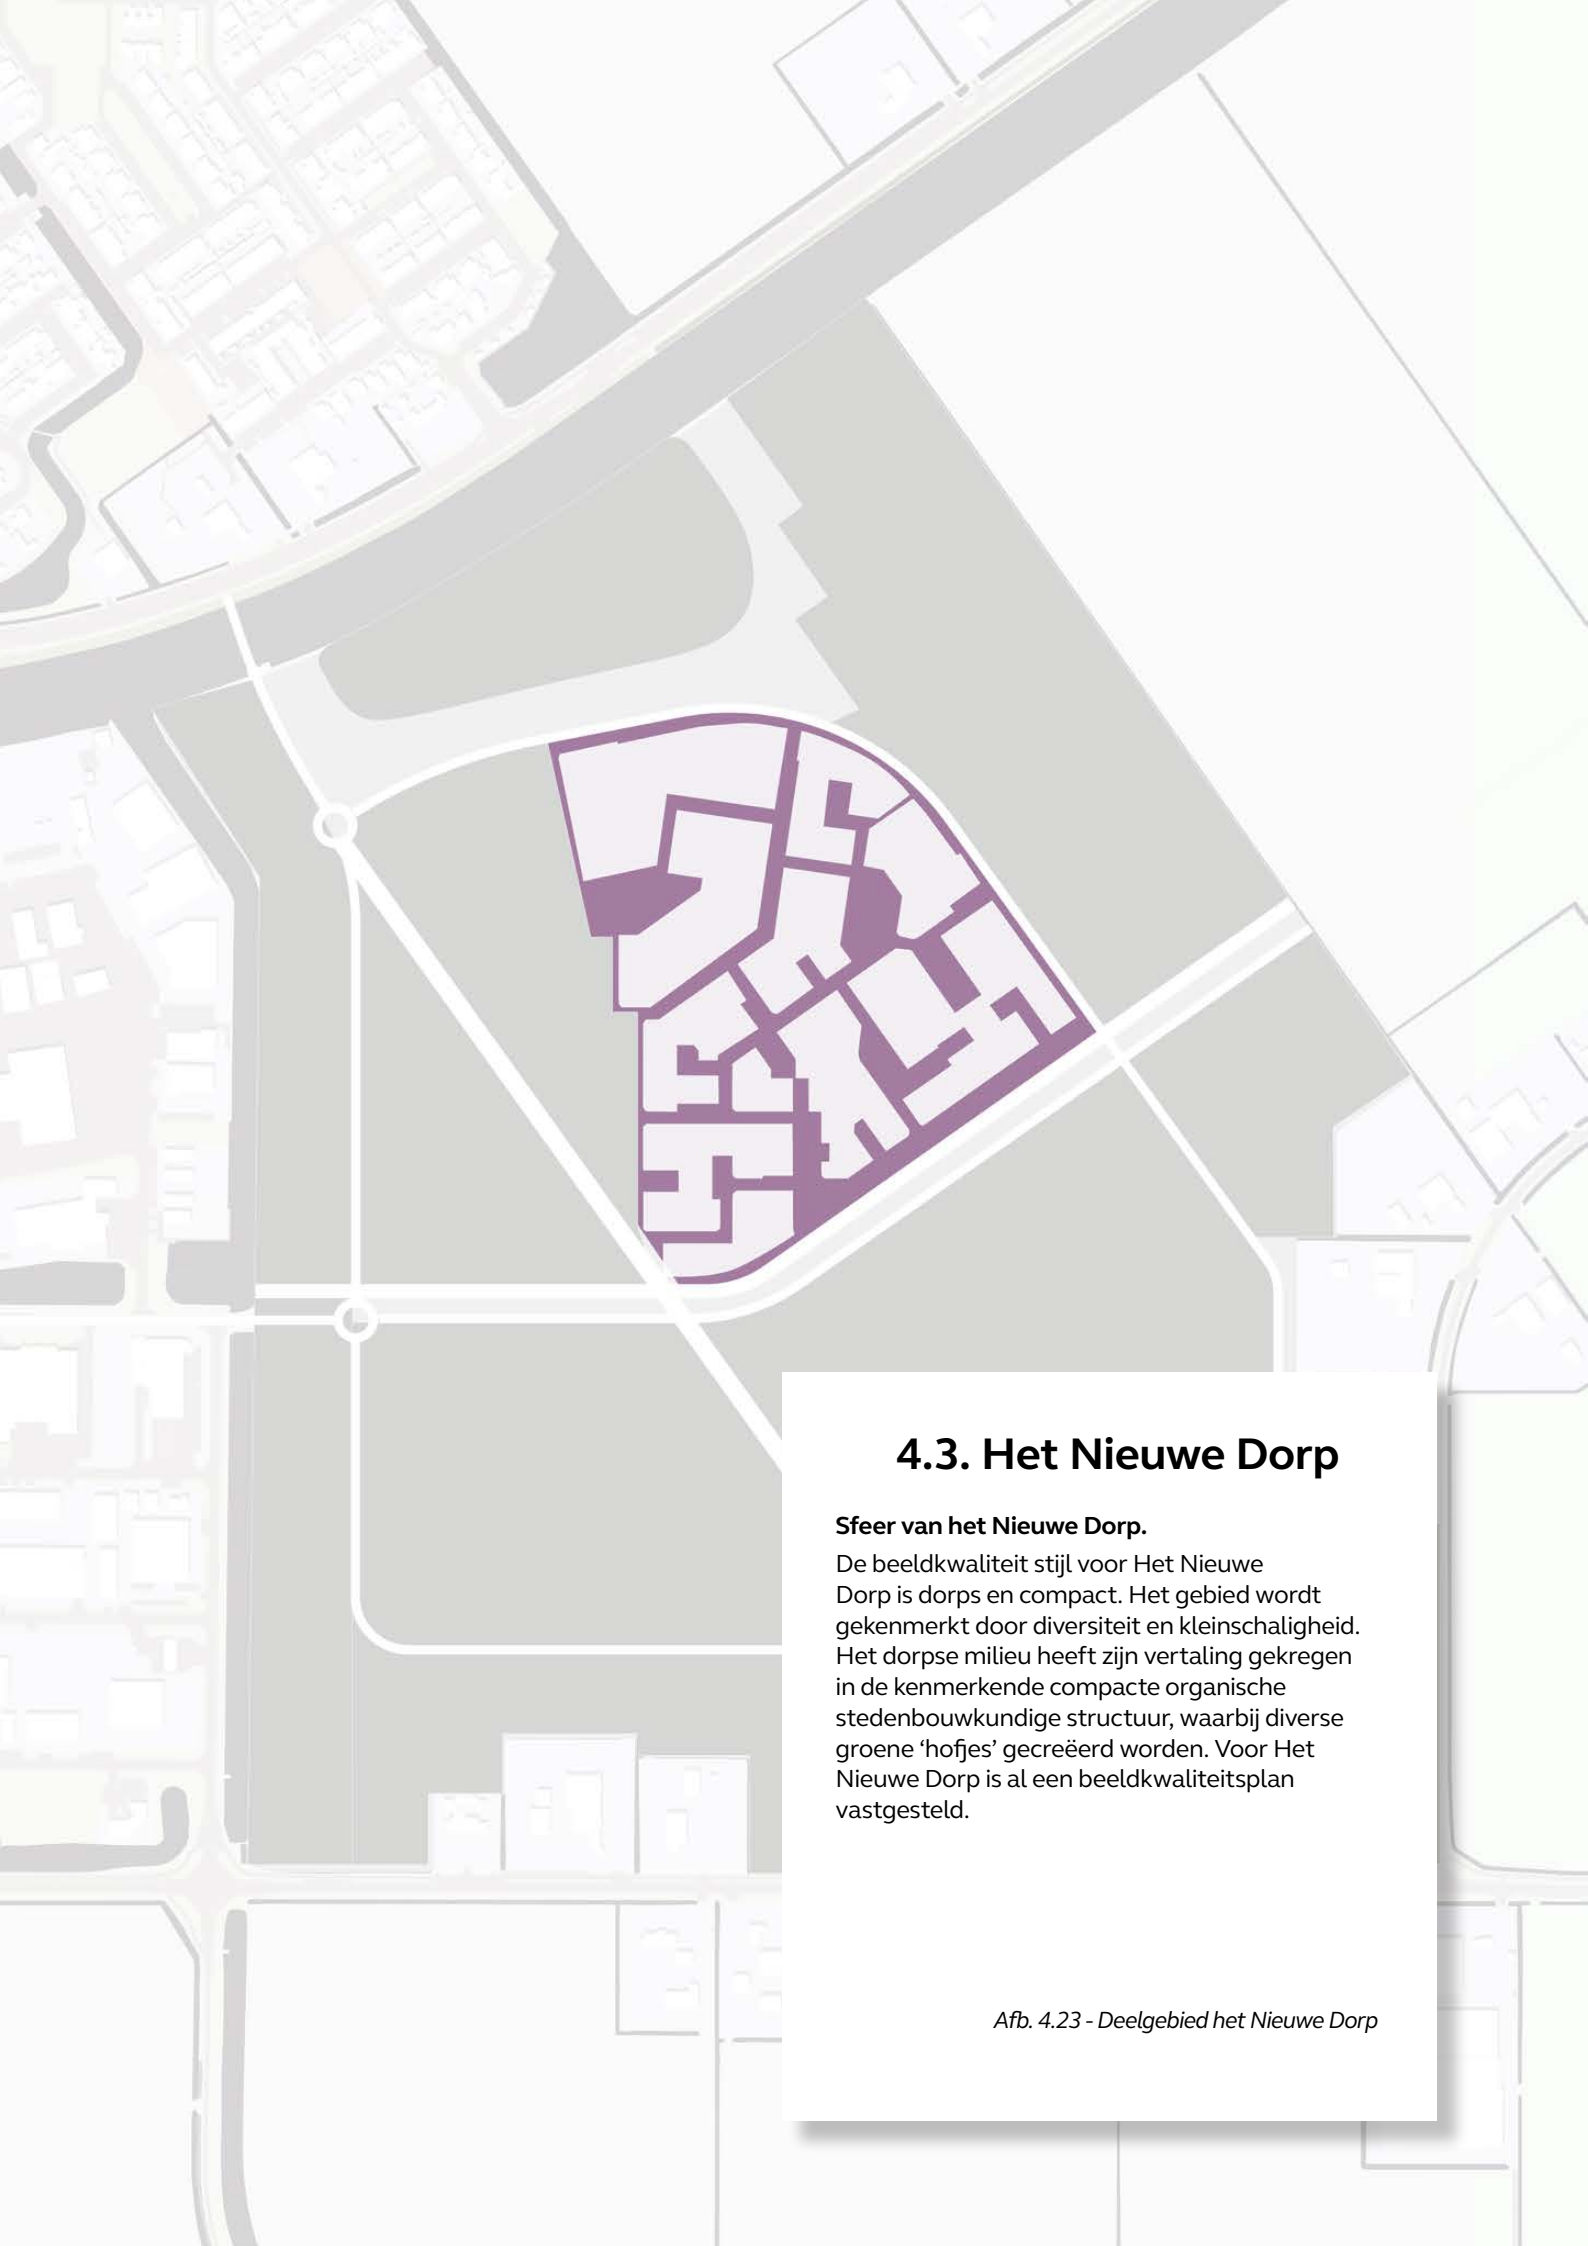 4.3. Het Nieuwe Dorp
Sfeer van het Nieuwe Dorp.
De beeldkwaliteit stijl voor Het Nieuwe
Dorp is dorps en compact. Het gebied wordt
gekenmerkt door diversiteit en kleinschaligheid.
Het dorpse milieu heeft zijn vertaling gekregen
in de kenmerkende compacte organische
stedenbouwkundige structuur, waarbij diverse
groene ‘hofjes’ gecreëerd worden. Voor Het
Nieuwe Dorp is al een beeldkwaliteitsplan
vastgesteld.
Afb. 4.23 - Deelgebied het Nieuwe Dorp